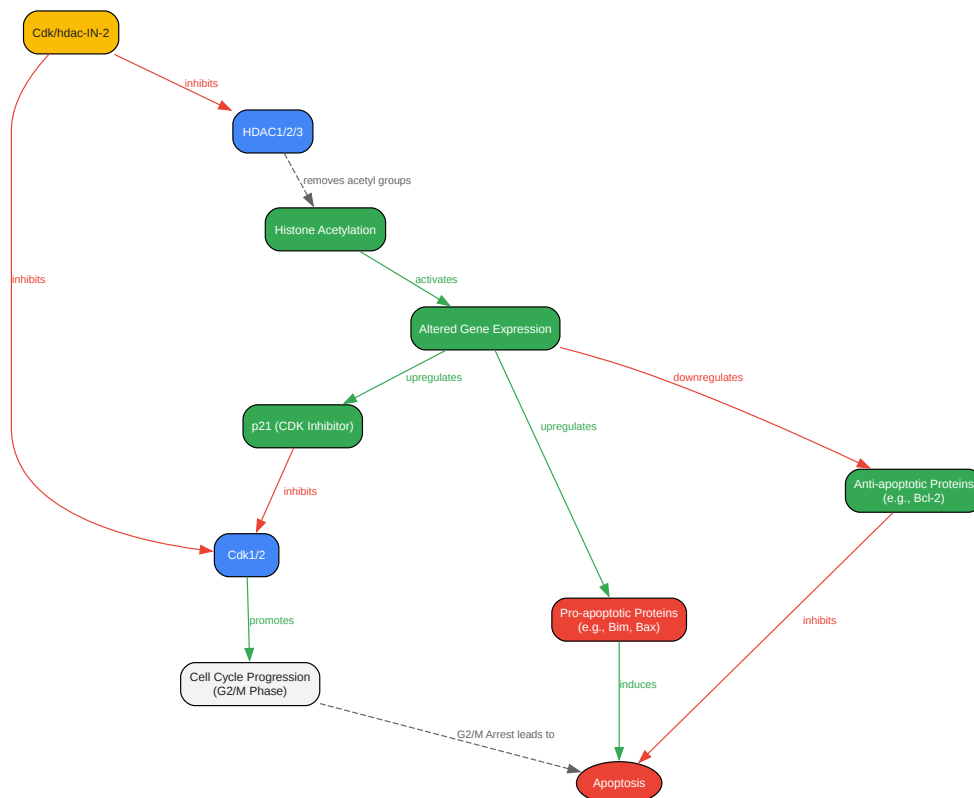 Cdk/hdac-IN-2
inhibits
HDAC1/2/3
removes acetyl groups
Histone Acetylation
inhibits
activates
Altered Gene Expression
upregulates
downregulates
p21 (CDK Inhibitor)
upregulates
Anti-apoptotic Proteins
(e.g., Bcl-2)
inhibits
Cdk1/2
promotes
Pro-apoptotic Proteins
(e.g., Bim, Bax)
inhibits
Cell Cycle Progression
(G2/M Phase)
induces
G2/M Arrest leads to
Apoptosis